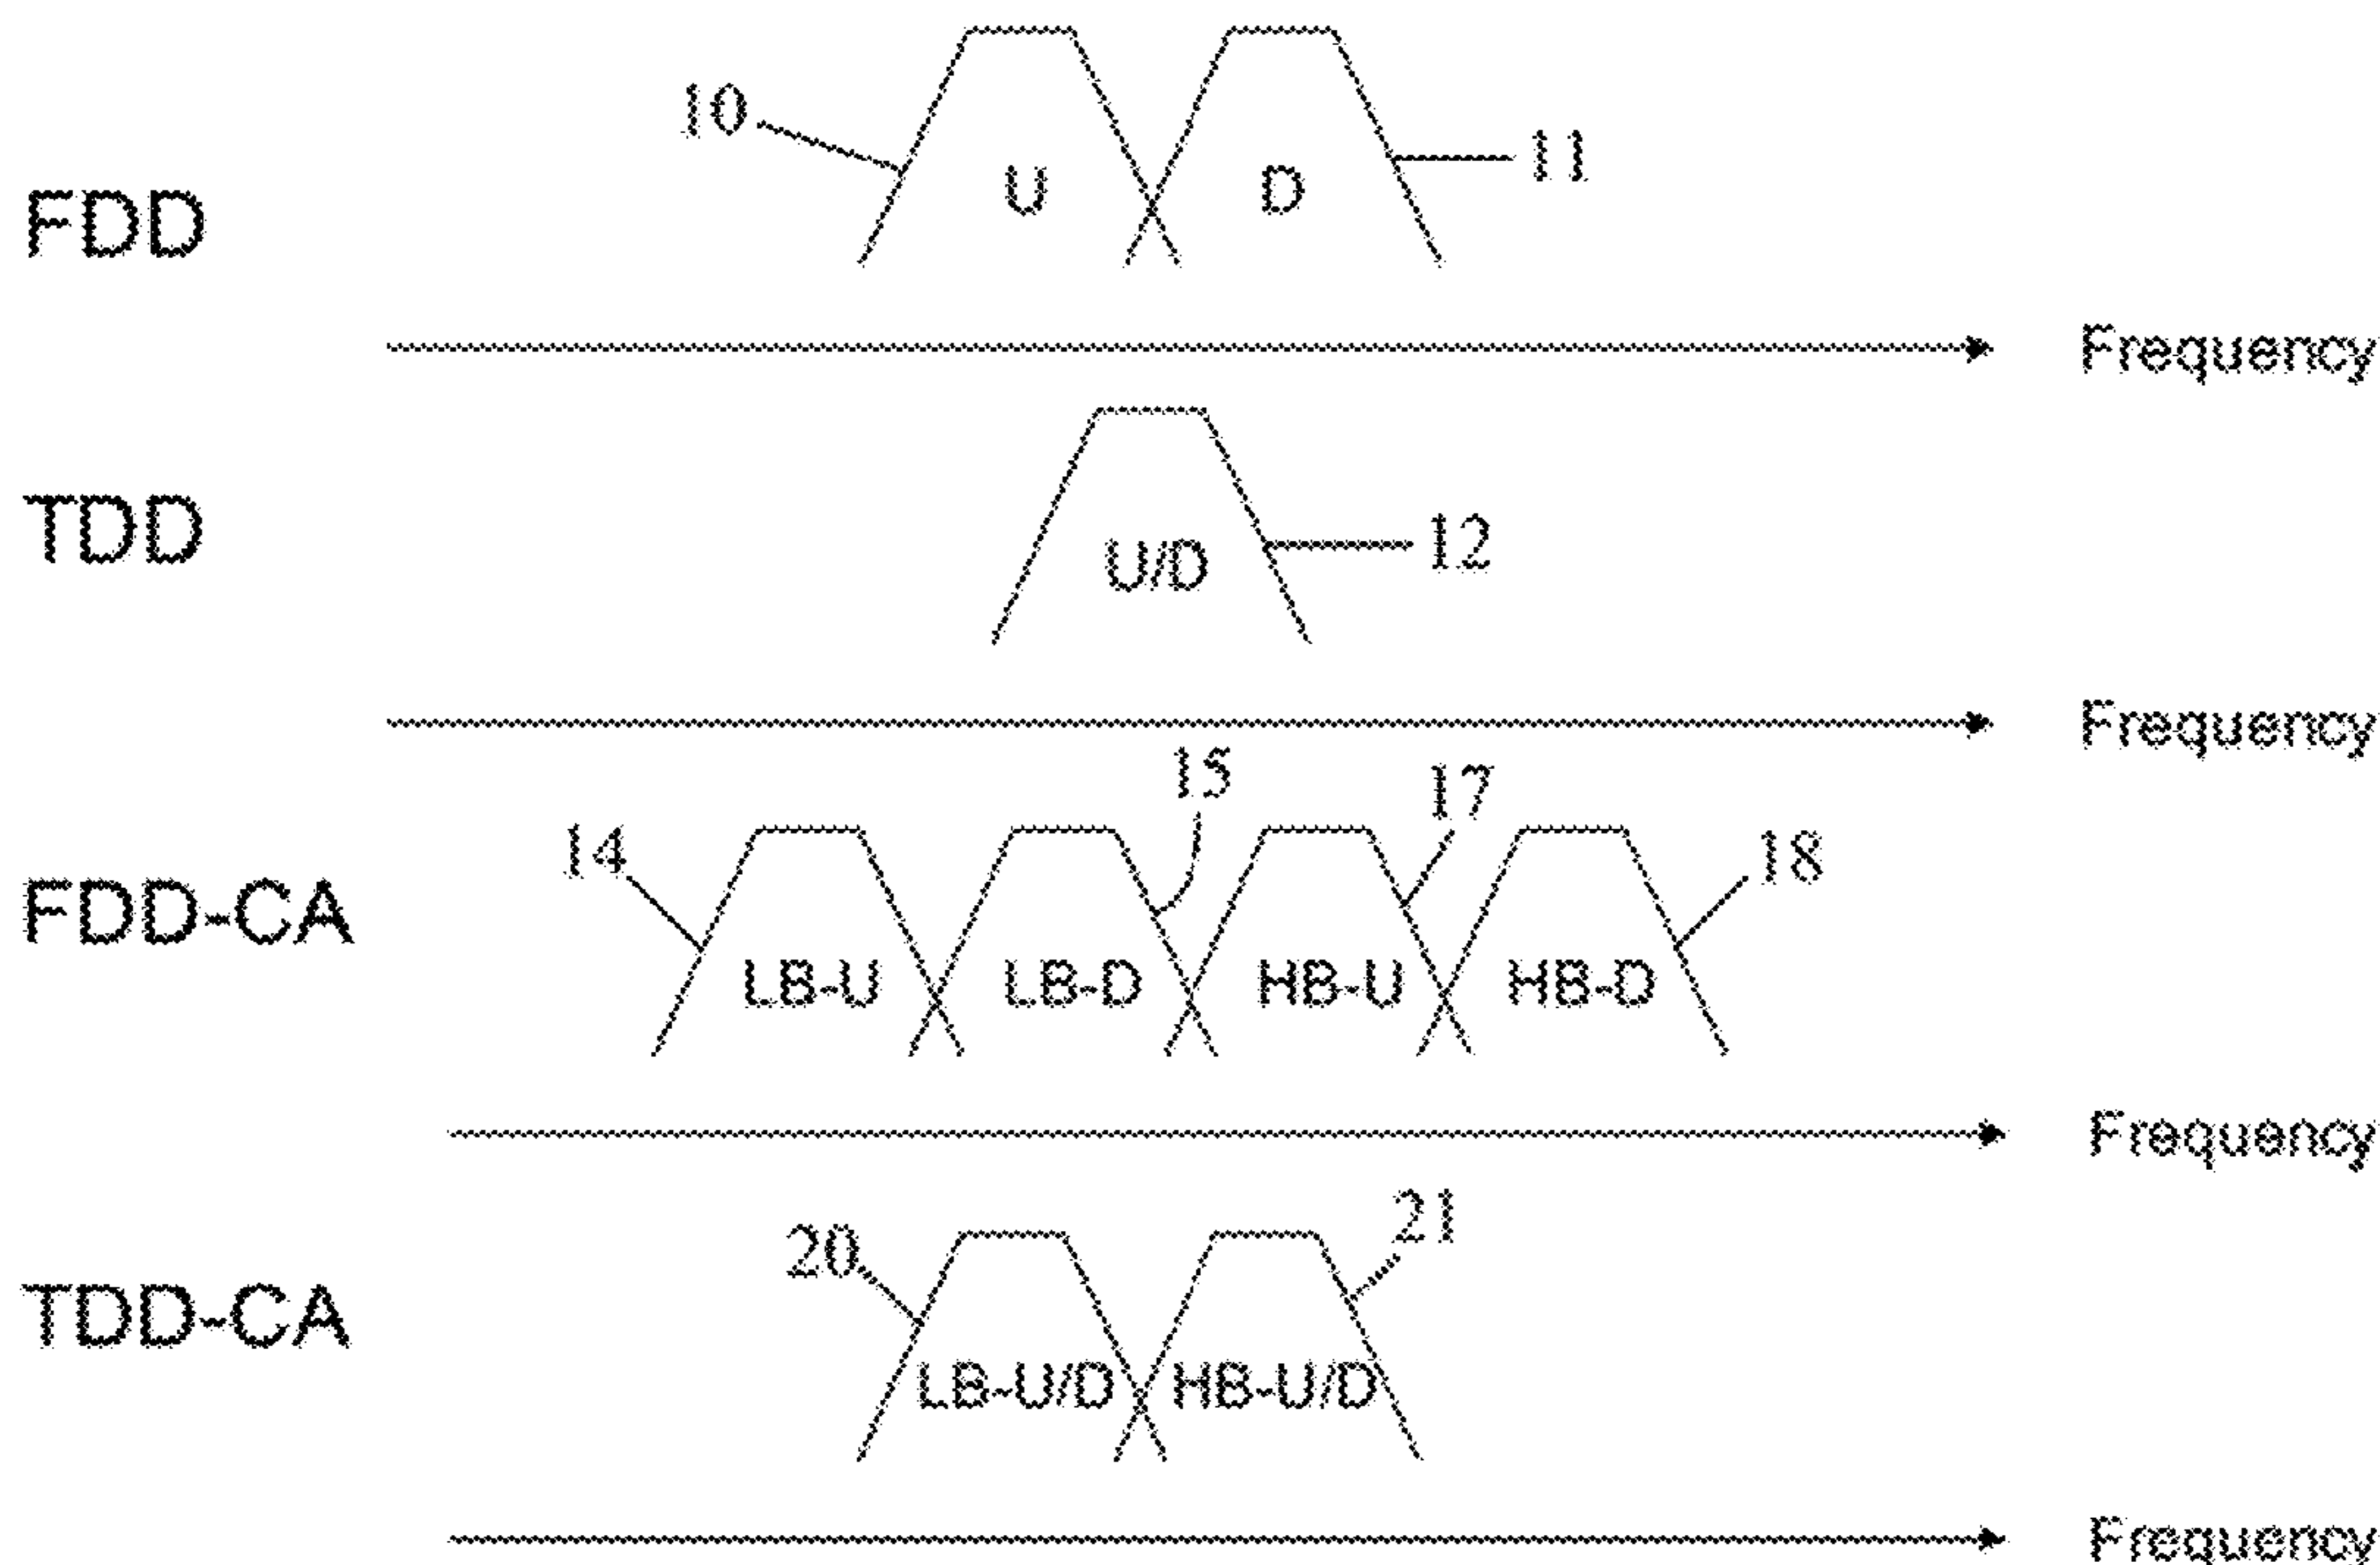 10
U
D
11
FDD
Frequency
TDD
U/D
12
Frequency
15
17
14
18
FDD-CA
LB-U
LB-D
HB-U
HB-D
Frequency
20
21
TDD-CA
LB-U/D
HB-U/D
Frequency